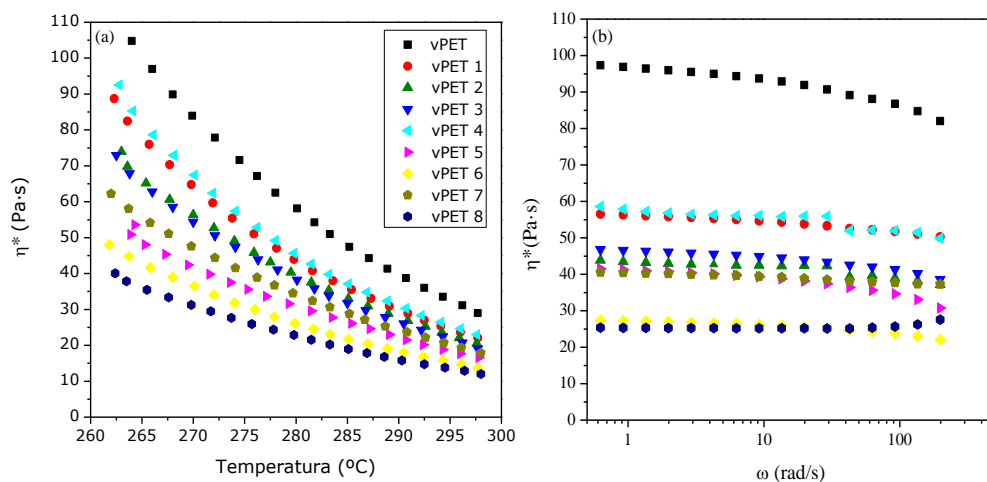 (a)
110
100
90
80
70
60
50
40
30
20
10
0
η* (Pa·s)
260 265 270 275 280 285 290 295 300
Temperatura (ºC)
vPET
vPET 1
vPET 2
vPET 3
vPET 4
vPET 5
vPET 6
vPET 7
vPET 8
(b)
110
100
90
80
70
60
50
40
30
20
10
0
η* (Pa·s)
1 10 100
ω (rad/s)